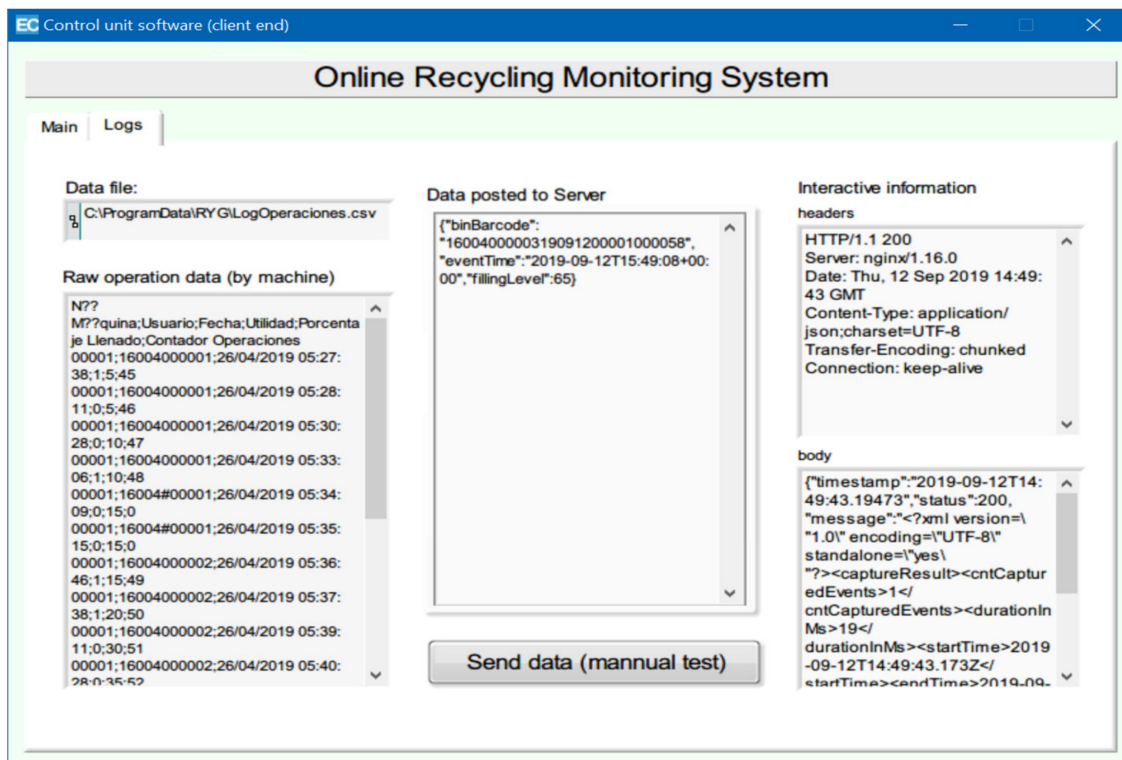 EC Control unit software (client end)
Online Recycling Monitoring System
Main
Logs
Data file:
C:\ProgramData\RYG\LogOperaciones.csv
Raw operation data (by machine)
N??
M??quina;Usuario;Fecha;Utilidad;Porcenta
je Llenado;Contador Operaciones
00001;16004000001;26/04/2019 05:27:
38;1;5;45
00001;16004000001;26/04/2019 05:28:
11;0;5;46
00001;16004000001;26/04/2019 05:30:
28;0;10;47
00001;16004000001;26/04/2019 05:33:
06;1;10;48
00001;16004#00001;26/04/2019 05:34:
09;0;15;0
00001;16004#00001;26/04/2019 05:35:
15;0;15;0
00001;16004000002;26/04/2019 05:36:
46;1;15;49
00001;16004000002;26/04/2019 05:37:
38;1;20;50
00001;16004000002;26/04/2019 05:39:
11;0;30;51
00001;16004000002;26/04/2019 05:40:
28;0;35;52
Data posted to Server
{"binBarcode":
"1600400000319091200001000058",
"eventTime":"2019-09-12T15:49:08+00:
00","fillingLevel":65}
Send data (mannual test)
Interactive information
headers
HTTP/1.1 200
Server: nginx/1.16.0
Date: Thu, 12 Sep 2019 14:49:
43 GMT
Content-Type: application/
json;charset=UTF-8
Transfer-Encoding: chunked
Connection: keep-alive
body
{"timestamp":"2019-09-12T14:
49:43.19473","status":200,
"message":"<?xml version=\
"1.0\" encoding=\"UTF-8\"
standalone=\"yes\
"?><captureResult><cntCaptur
edEvents>1</
cntCapturedEvents><durationIn
Ms>19</
durationInMs><startTime>2019
-09-12T14:49:43.173Z</
startTime><endTime>2019-09-